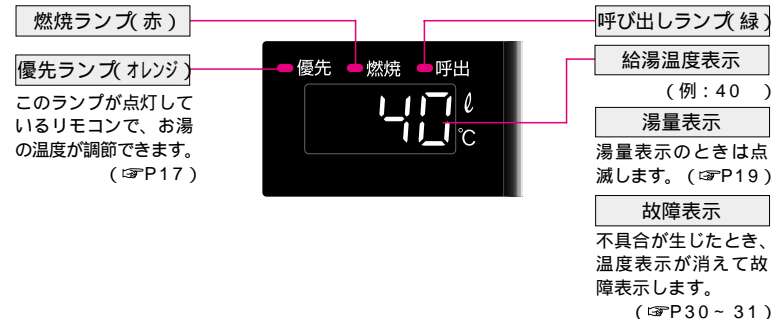 燃焼ランプ(赤)
優先ランプ(オレンジ)
このランプが点灯して
いるリモコンで、お湯
の温度が調節できます。
(☞P17)
優先 燃焼 呼出
40 ℓ
℃
呼び出しランプ(緑)
給湯温度表示
(例:40 )
湯量表示
湯量表示のときは点
滅します。(☞P19)
故障表示
不具合が生じたとき、
温度表示が消えて故
障表示します。
(☞P30~31)